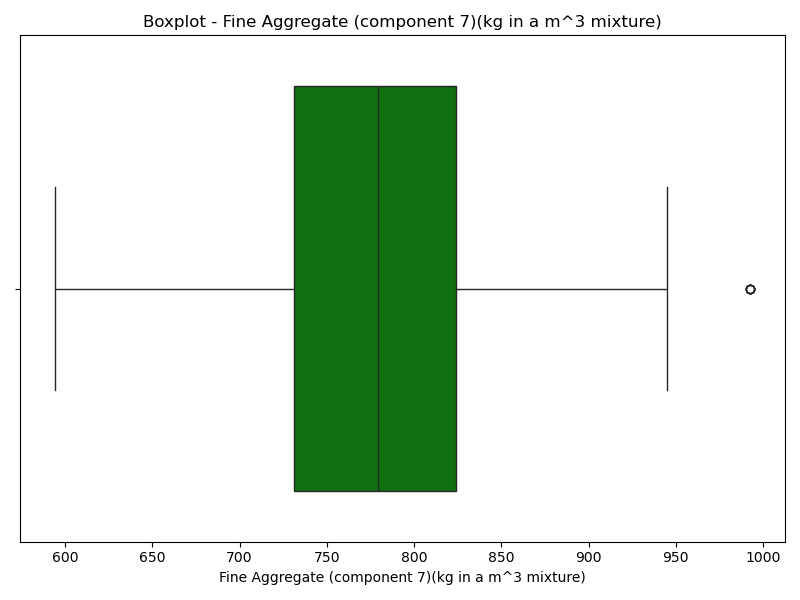 Boxplot - Fine Aggregate (component 7)(kg in a m^3 mixture)
600 650 700 750 800 850 900 950 1000
Fine Aggregate (component 7)(kg in a m^3 mixture)